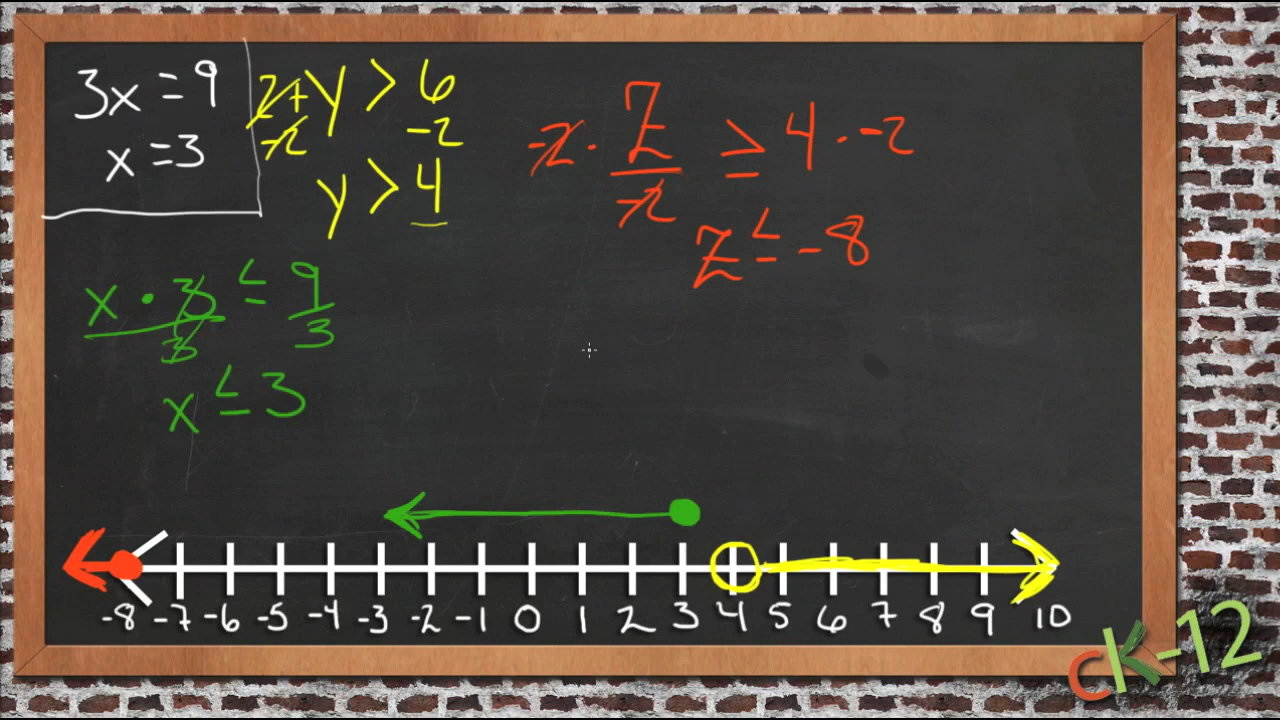 3x = 9
x = 3
2 + y > 6
-2 -2
y > 4
-2 · z/-2 ≥ 4 · -2
z ≤ -8
x · 3/3 ≤ 9/3
x ≤ 3
-8 -7 -6 -5 -4 -3 -2 -1 0 1 2 3 4 5 6 7 8 9 10
CK-12